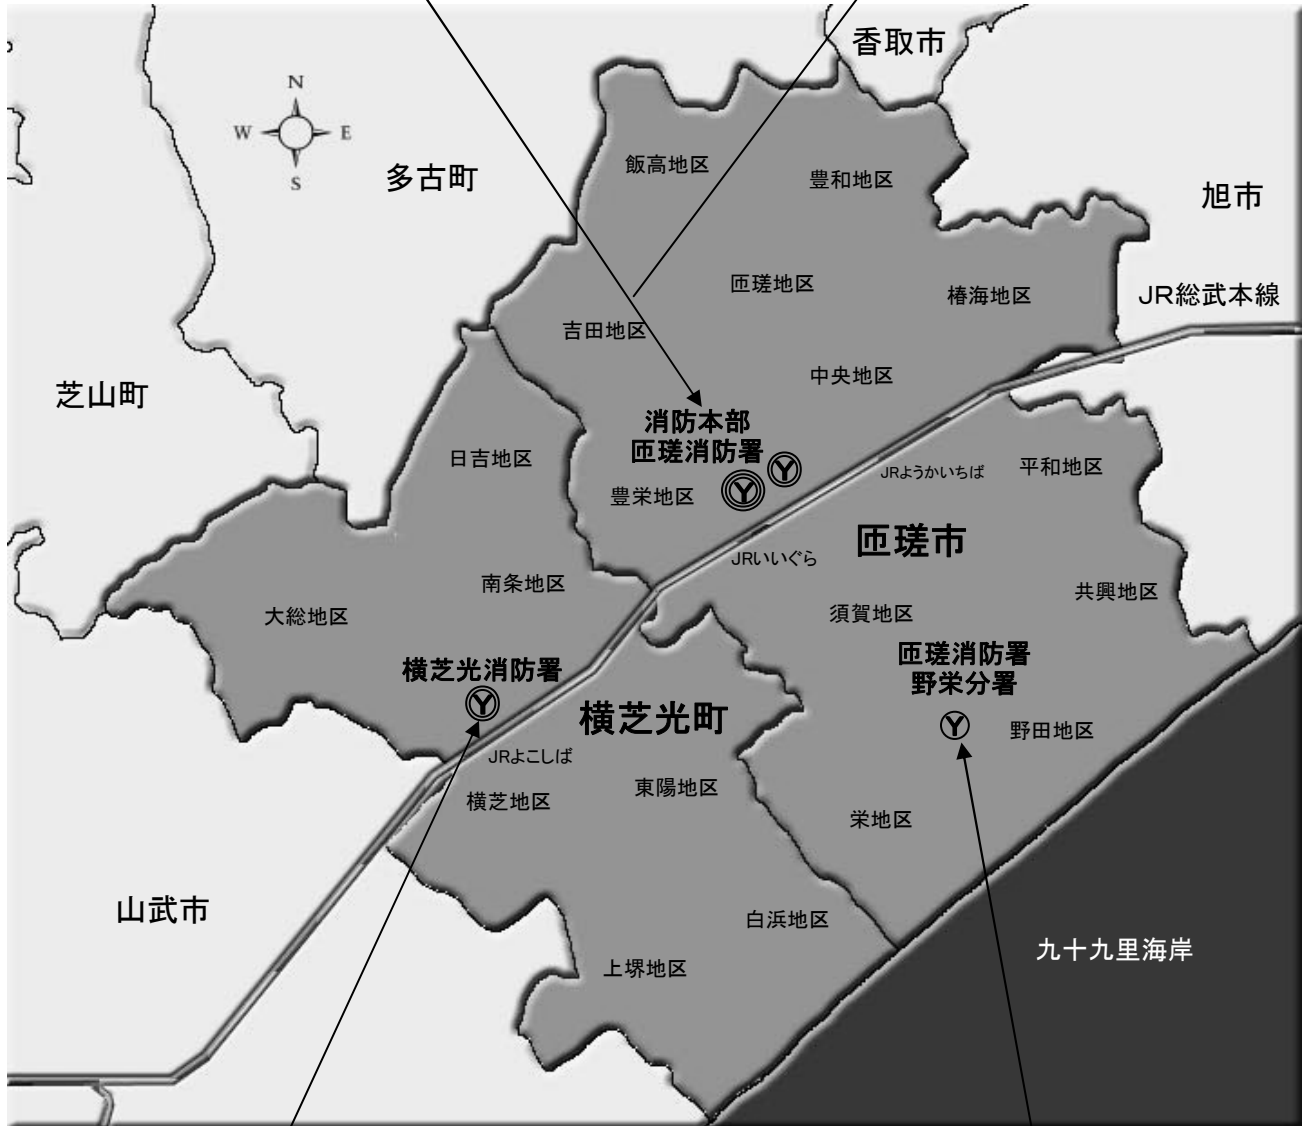 香取市
N
W E
S
多古町
飯高地区
豊和地区
旭市
匝瑳地区
椿海地区
JR総武本線
吉田地区
中央地区
芝山町
消防本部
匝瑳消防署
日吉地区
豊栄地区
JRようかいちば
平和地区
匝瑳市
JRいいぐら
南条地区
共興地区
大総地区
須賀地区
匝瑳消防署
野栄分署
横芝光消防署
横芝光町
野田地区
JRよこしば
東陽地区
横芝地区
栄地区
山武市
白浜地区
九十九里海岸
上堺地区